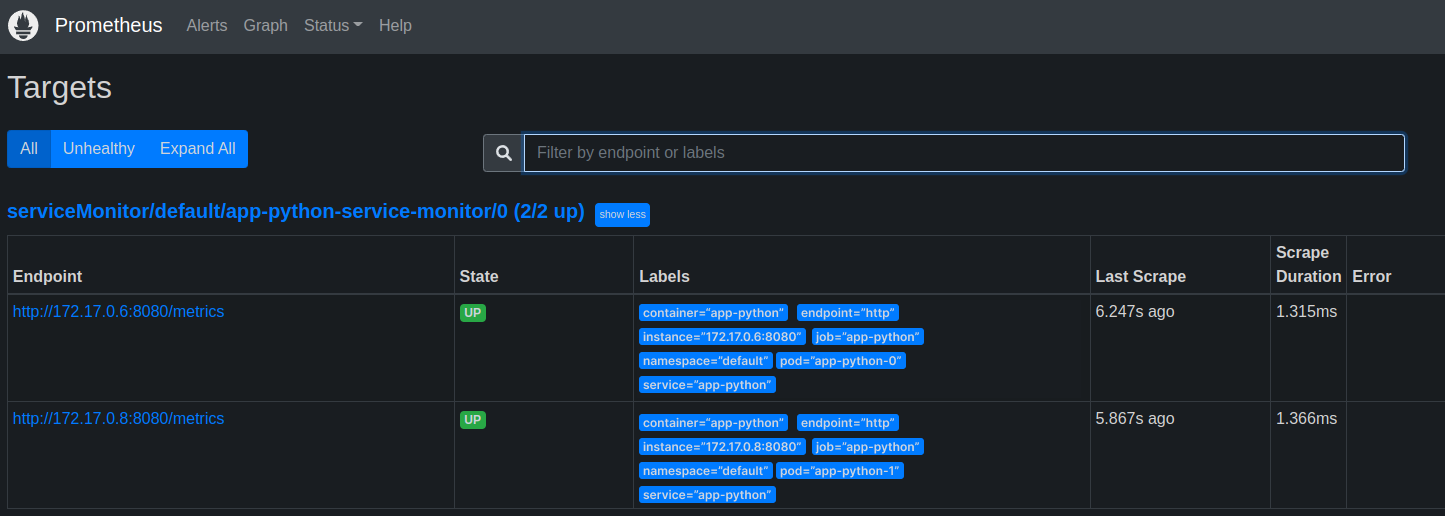 Prometheus Alerts Graph Status Help
Targets
All Unhealthy Expand All
Filter by endpoint or labels
serviceMonitor/default/app-python-service-monitor/0 (2/2 up) show less
Endpoint State Labels Last Scrape Scrape Duration Error
http://172.17.0.6:8080/metrics UP container="app-python" endpoint="http" 6.247s ago 1.315ms
instance="172.17.0.6:8080" job="app-python"
namespace="default" pod="app-python-0"
service="app-python"
http://172.17.0.8:8080/metrics UP container="app-python" endpoint="http" 5.867s ago 1.366ms
instance="172.17.0.8:8080" job="app-python"
namespace="default" pod="app-python-1"
service="app-python"